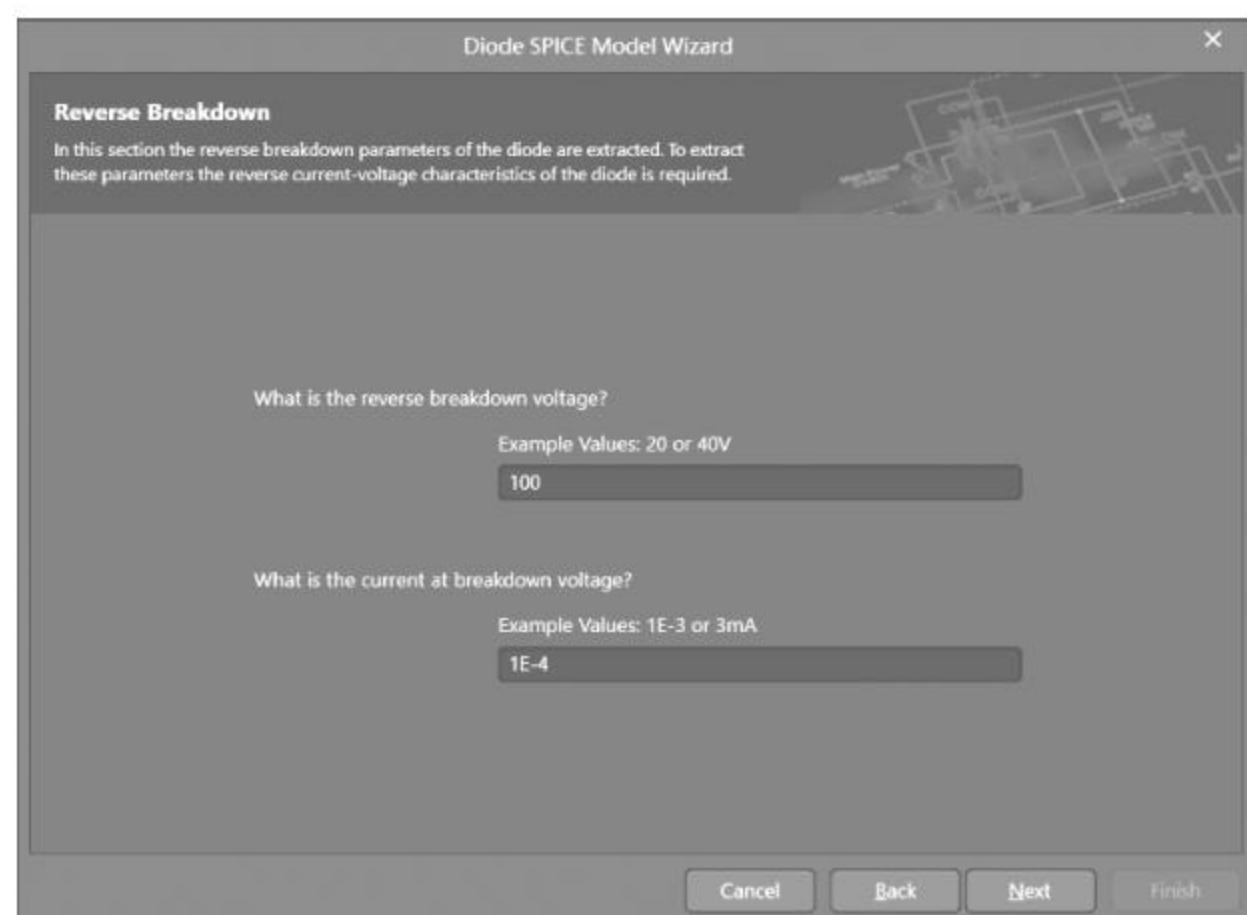 Diode SPICE Model Wizard
Reverse Breakdown
In this section the reverse breakdown parameters of the diode are extracted. To extract
these parameters the reverse current-voltage characteristics of the diode is required.
What is the reverse breakdown voltage?
Example Values: 20 or 40V
100
What is the current at breakdown voltage?
Example Values: 1E-3 or 3mA
1E-4
Cancel
Back
Next
Finish